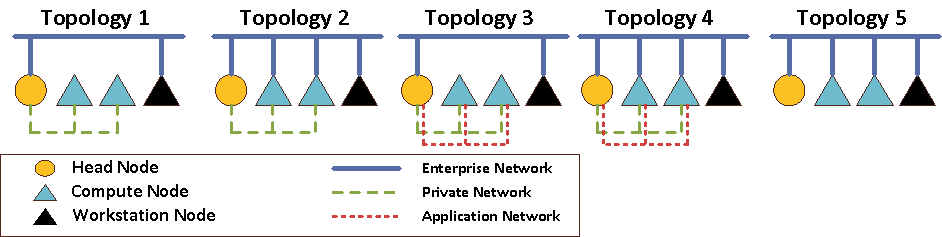 Topology 1 Topology 2 Topology 3 Topology 4 Topology 5
Head Node Enterprise Network
Compute Node Private Network
Workstation Node Application Network